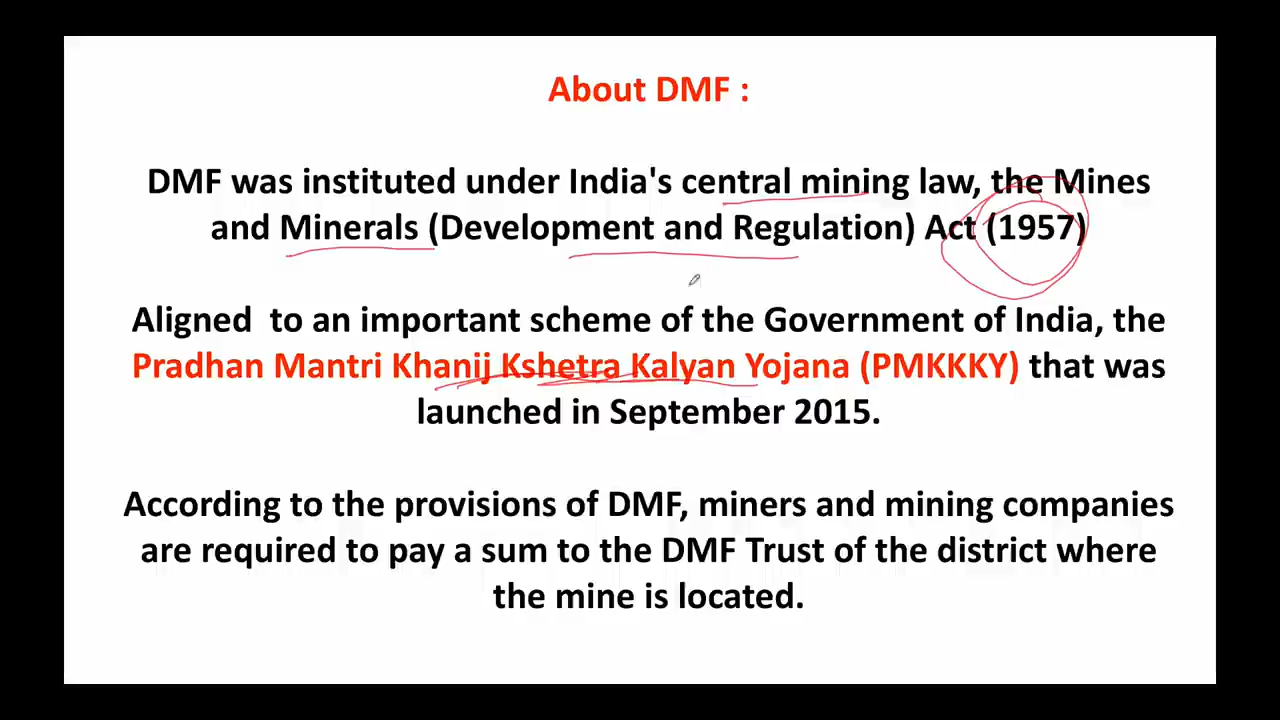 About DMF :
DMF was instituted under India's central mining law, the Mines
and Minerals (Development and Regulation) Act (1957)
Aligned  to an important scheme of the Government of India, the
Pradhan Mantri Khanij Kshetra Kalyan Yojana (PMKKKY) that was
launched in September 2015.
According to the provisions of DMF, miners and mining companies
are required to pay a sum to the DMF Trust of the district where
the mine is located.